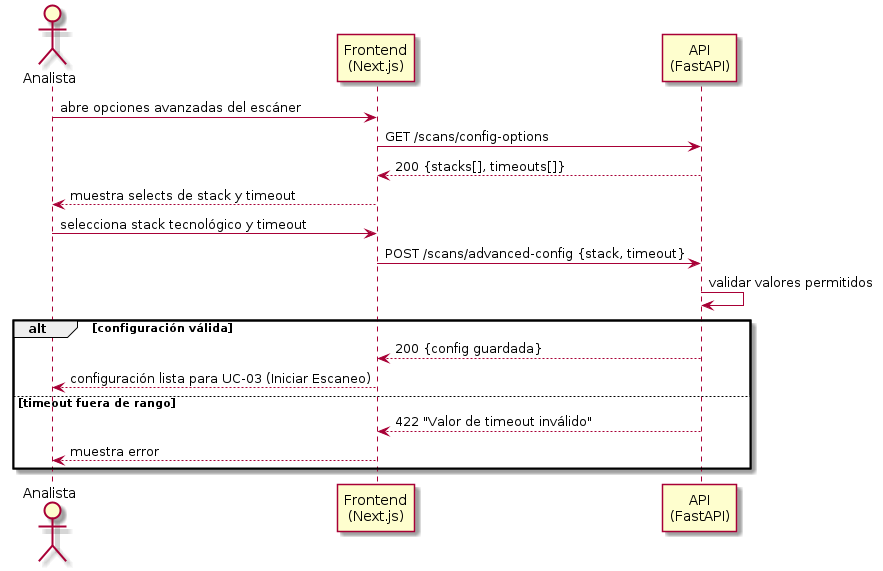 Analista
Frontend
(Next.js)
API
(FastAPI)
abre opciones avanzadas del escáner
GET /scans/config-options
200 {stacks[], timeouts[]}
muestra selects de stack y timeout
selecciona stack tecnológico y timeout
POST /scans/advanced-config {stack, timeout}
validar valores permitidos
alt
[configuración válida]
200 {config guardada}
configuración lista para UC-03 (Iniciar Escaneo)
[timeout fuera de rango]
422 "Valor de timeout inválido"
muestra error
Analista
Frontend
(Next.js)
API
(FastAPI)